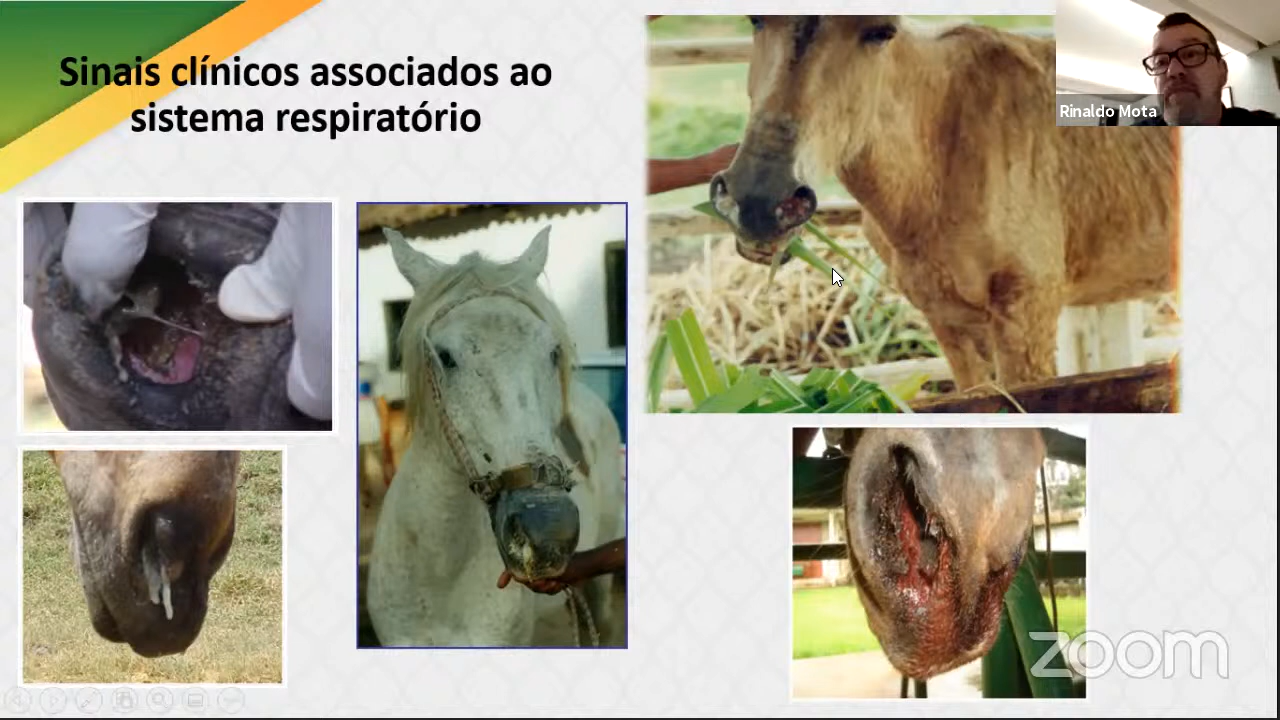 Sinais clínicos associados ao
sistema respiratório
Rinaldo Mota
zoom